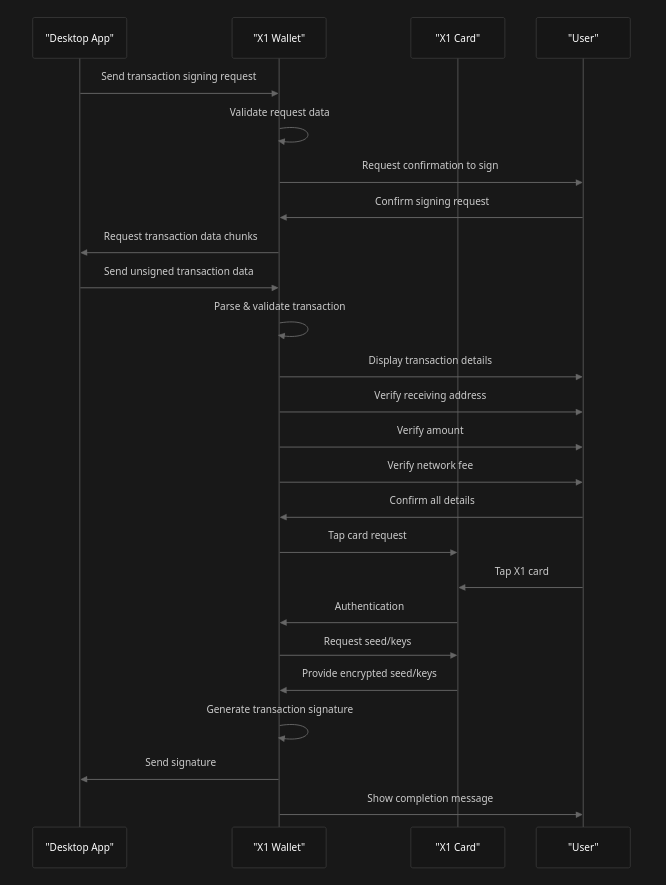 "Desktop App" "X1 Wallet" "X1 Card" "User"
Send transaction signing request
Validate request data
Request confirmation to sign
Confirm signing request
Request transaction data chunks
Send unsigned transaction data
Parse & validate transaction
Display transaction details
Verify receiving address
Verify amount
Verify network fee
Confirm all details
Tap card request
Tap X1 card
Authentication
Request seed/keys
Provide encrypted seed/keys
Generate transaction signature
Send signature
Show completion message
"Desktop App" "X1 Wallet" "X1 Card" "User"